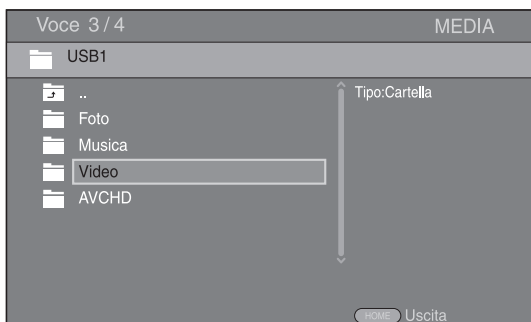 Voce 3 / 4 MEDIA
USB1
.. Tipo:Cartella
Foto
Musica
Video
AVCHD
HOME Uscita